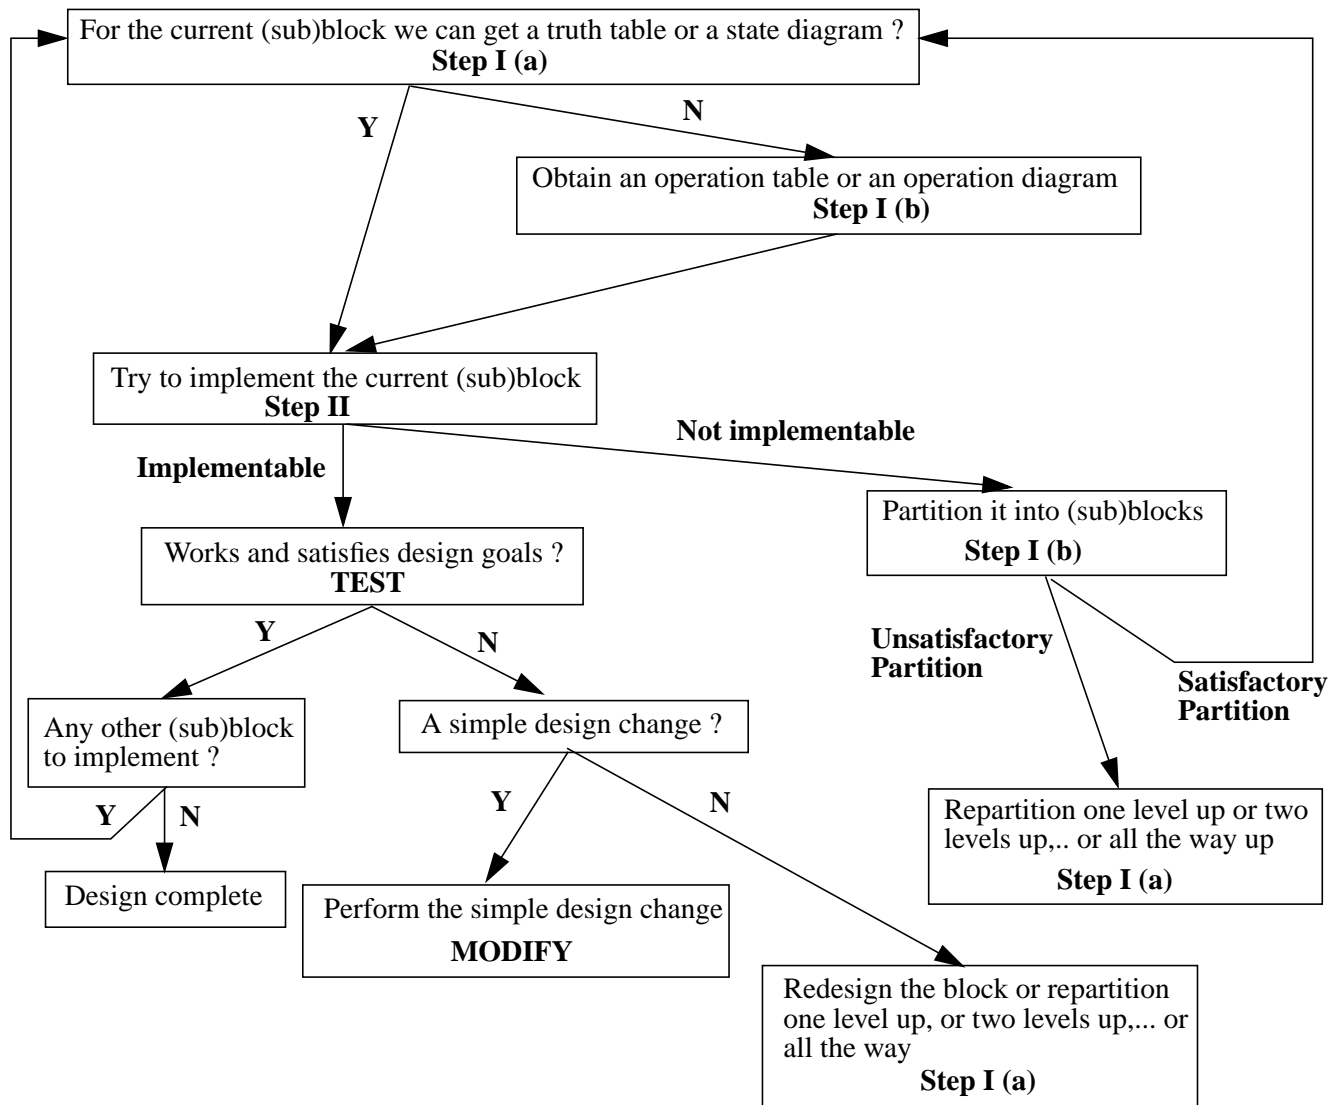 For the current (sub)block we can get a truth table or a state diagram ?
Step I (a)
Y
N
Obtain an operation table or an operation diagram
Step I (b)
Try to implement the current (sub)block
Step II
Implementable
Not implementable
Partition it into (sub)blocks
Step I (b)
Works and satisfies design goals ?
TEST
Y
N
Unsatisfactory
Partition
Satisfactory
Partition
Any other (sub)block
to implement ?
A simple design change ?
Y
N
Y
N
Repartition one level up or two
levels up,.. or all the way up
Step I (a)
Design complete
Perform the simple design change
MODIFY
Redesign the block or repartition
one level up, or two levels up,... or
all the way
Step I (a)